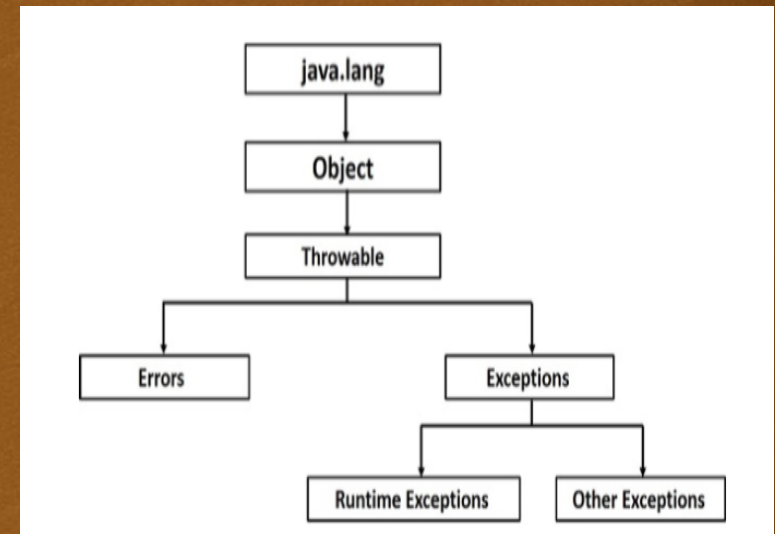 java.lang
Object
Throwable
Errors
Exceptions
Runtime Exceptions
Other Exceptions